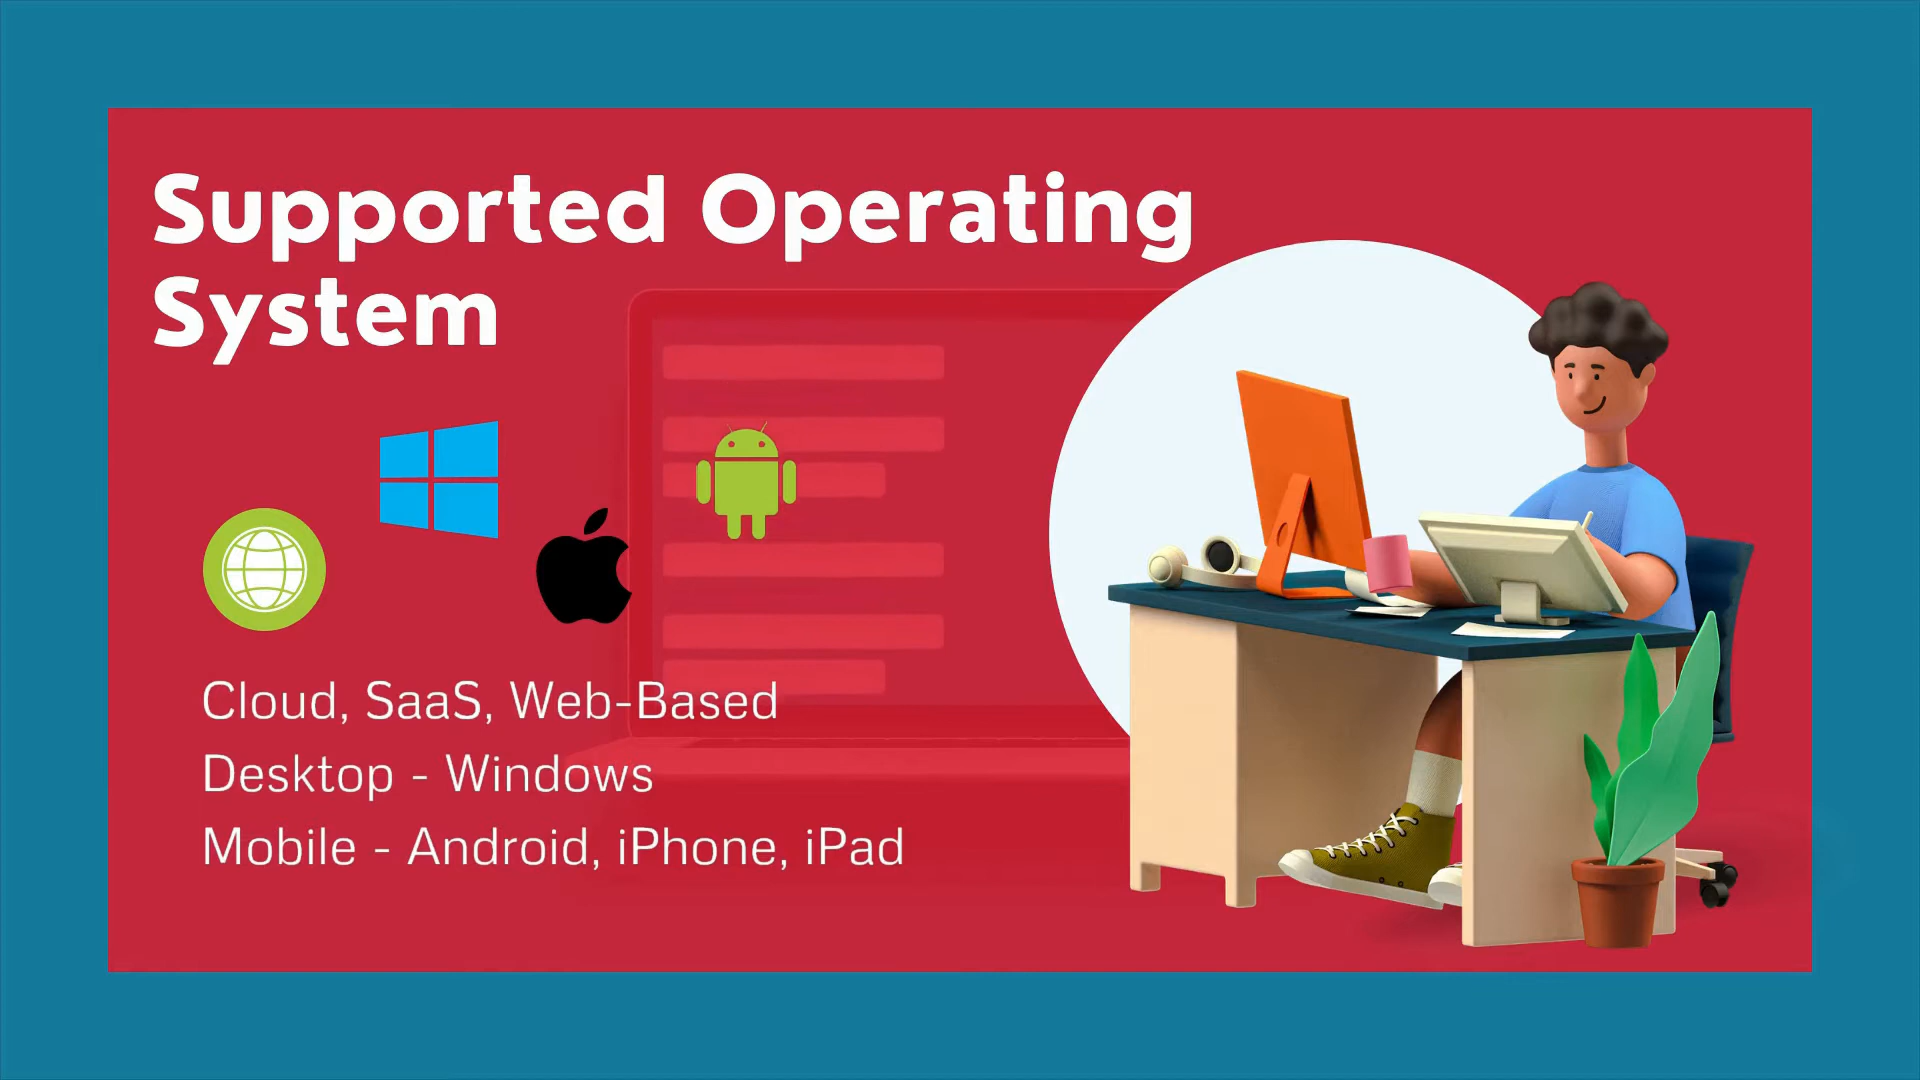 Supported Operating
System
Cloud, SaaS, Web-Based
Desktop - Windows
Mobile - Android, iPhone, iPad